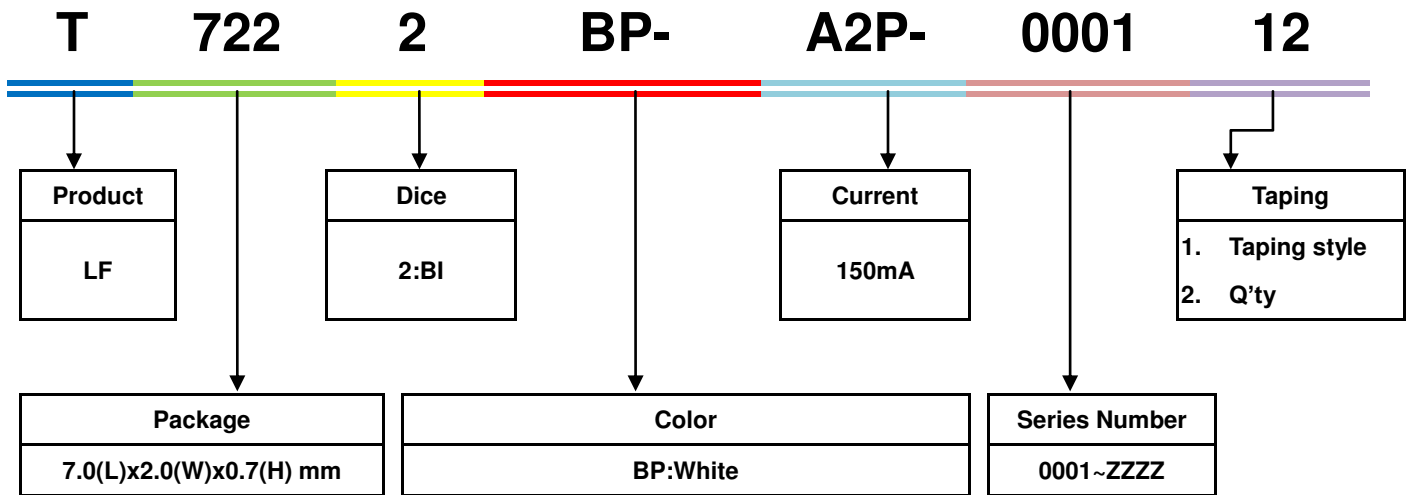 T 722 2 BP- A2P- 0001 12
Product Dice Current Taping
LF 2:BI 150mA 1. Taping style
2. Q’ty
Package Color Series Number
7.0(L)x2.0(W)x0.7(H) mm BP:White 0001~ZZZZ